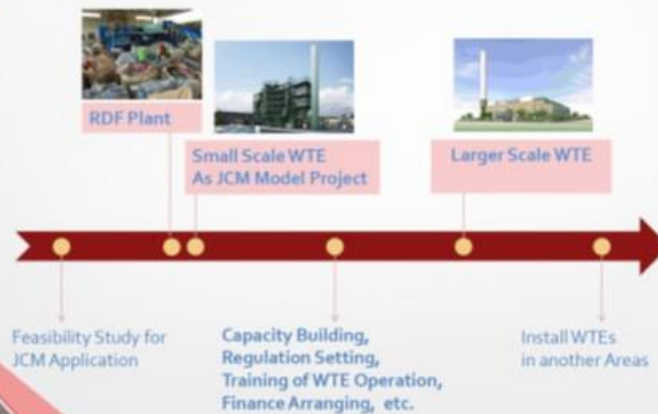 RDF Plant
Small Scale WTE
As JCM Model Project
Larger Scale WTE
Feasibility Study for
JCM Application
Capacity Building,
Regulation Setting,
Training of WTE Operation,
Finance Arranging, etc.
Install WTEs
in another Areas